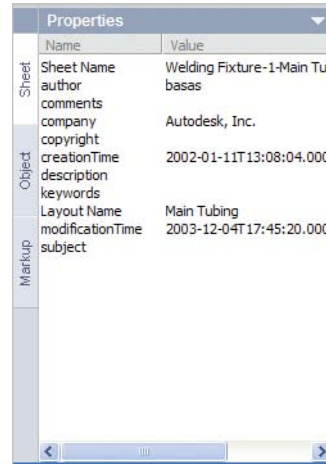 Properties
Name Value
Sheet Name Welding Fixture-1-Main Tu
author basas
comments
company Autodesk, Inc.
copyright
creationTime 2002-01-11T13:08:04.000
description
keywords
Layout Name Main Tubing
modificationTime 2003-12-04T17:45:20.000
subject
Sheet
Object
Markup